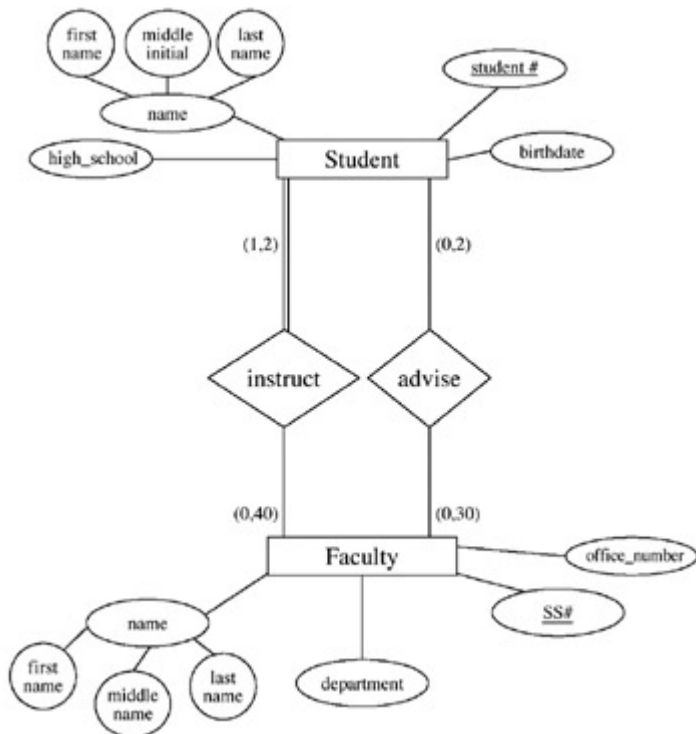 first
name
middle
initial
last
name
student #
name
high_school
Student
birthdate
(1,2)
(0,2)
instruct
advise
(0,40)
(0,30)
Faculty
office_number
name
SS#
first
name
middle
name
last
name
department